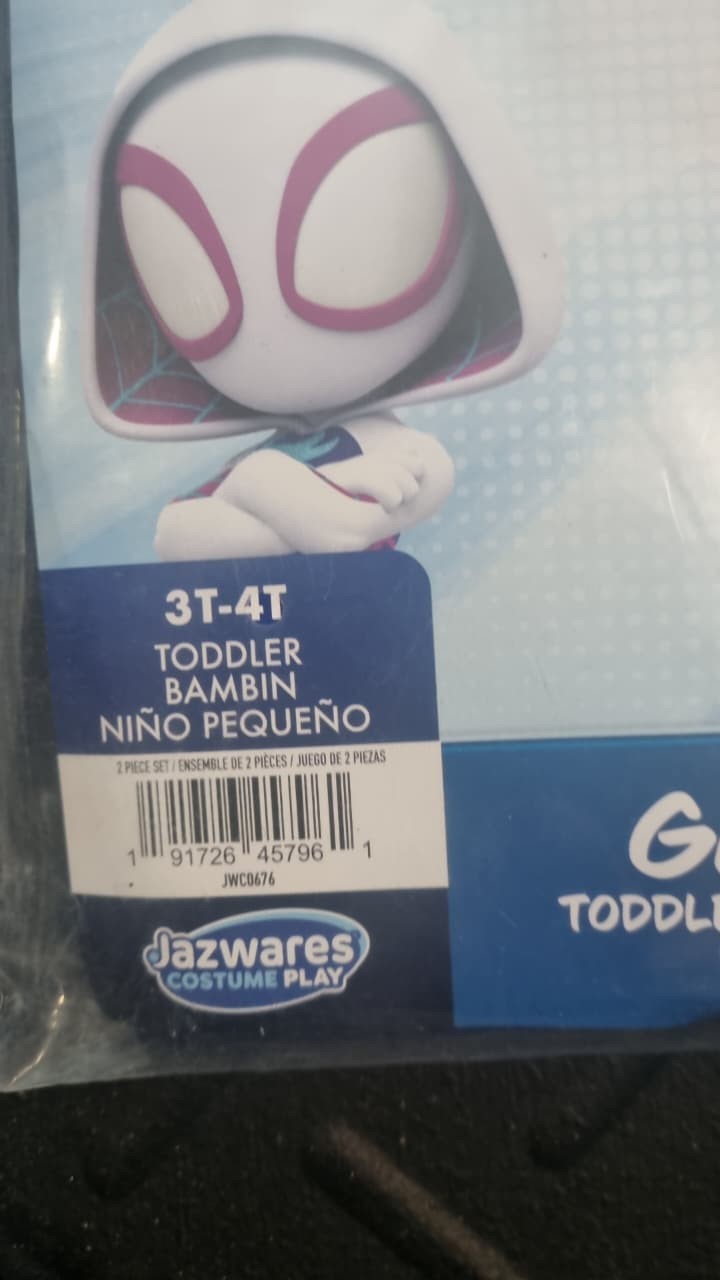 3T-4T
TODDLER
BAMBIN
NIÑO PEQUEÑO
2 PIECE SET / ENSEMBLE DE 2 PIÈCES / JUEGO DE 2 PIEZAS
1 91726 45796 1
JWC0676
Jazwares
COSTUME PLAY
G
TODDL